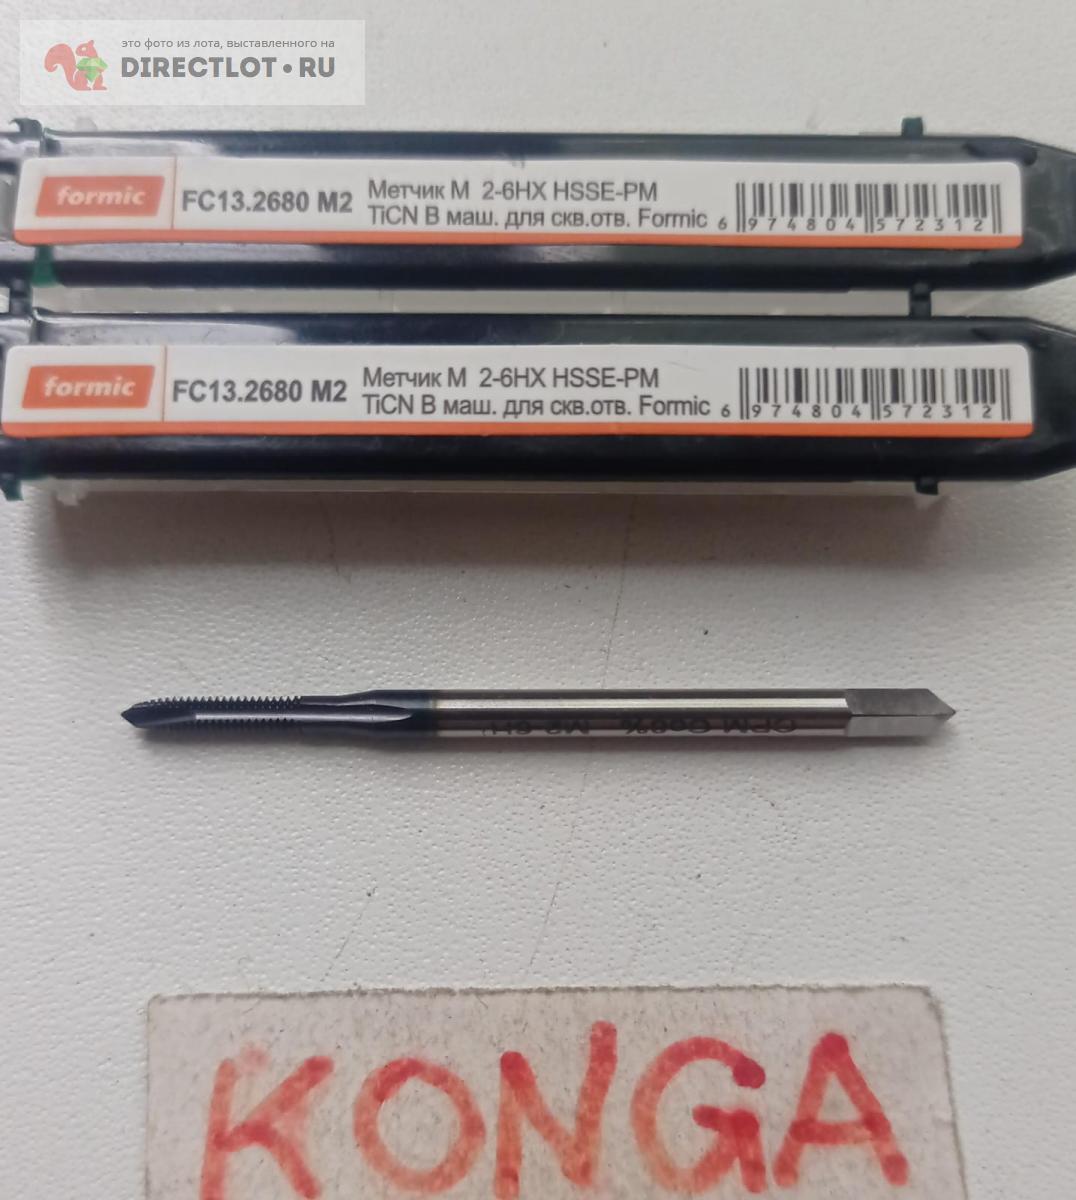 это фото из лота, выставленного на
DIRECTLOT • RU
formic
FC13.2680 M2
Метчик М 2-6HX HSSE-PM
TiCN B маш. для скв.отв. Formic
6 974804 572312
formic
FC13.2680 M2
Метчик М 2-6HX HSSE-PM
TiCN B маш. для скв.отв. Formic
6 974804 572312
KONGA